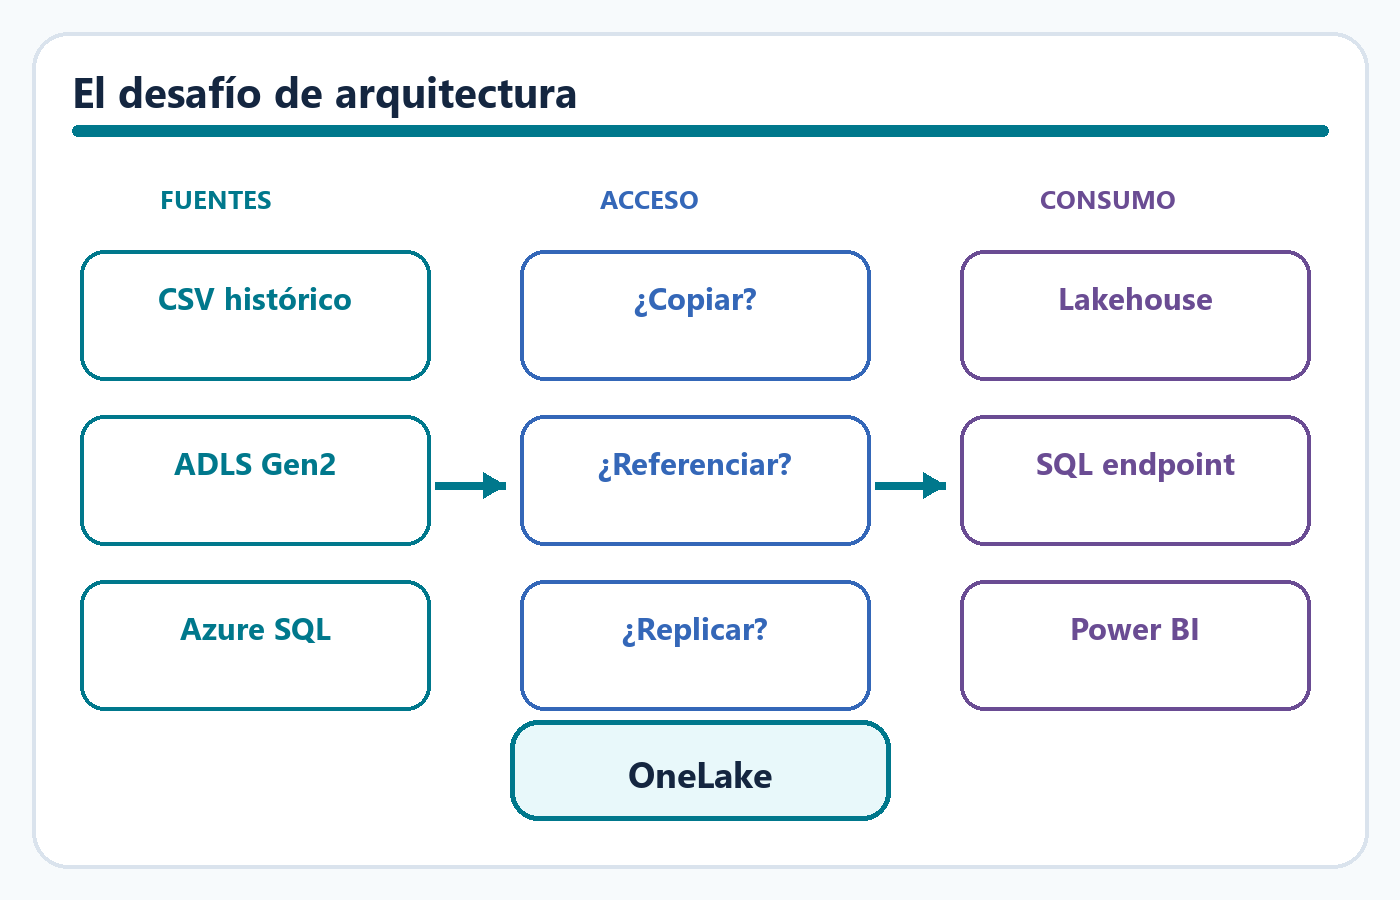 El desafío de arquitectura
FUENTES
ACCESO
CONSUMO
CSV histórico
¿Copiar?
Lakehouse
ADLS Gen2
¿Referenciar?
SQL endpoint
Azure SQL
¿Replicar?
Power BI
OneLake